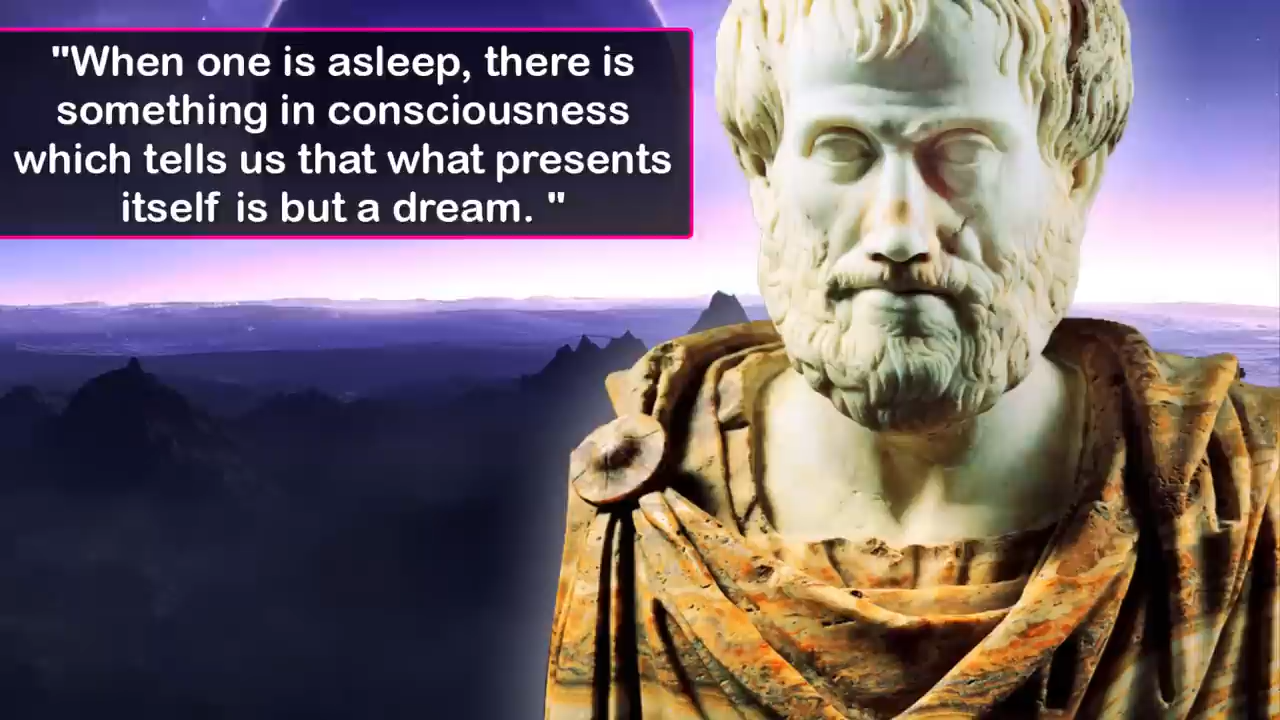 "When one is asleep, there is
something in consciousness
which tells us that what presents
itself is but a dream. "